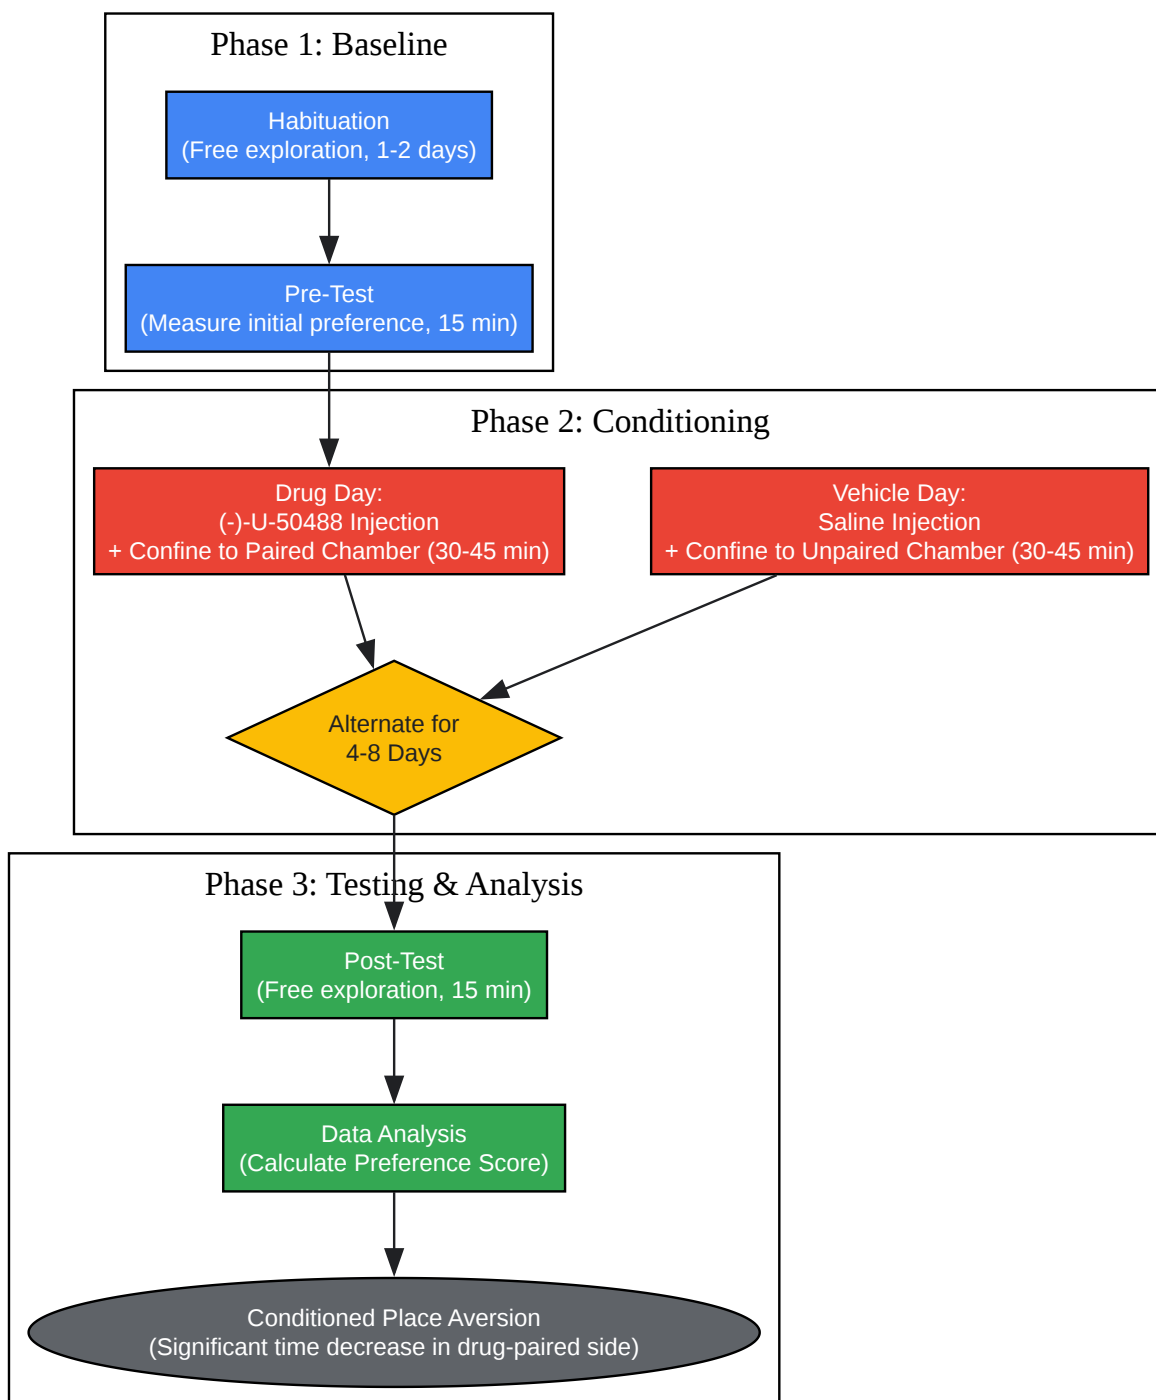 Phase 1: Baseline
Habituation
(Free exploration, 1-2 days)
Pre-Test
(Measure initial preference, 15 min)
Phase 2: Conditioning
Drug Day:
(-)-U-50488 Injection
+ Confine to Paired Chamber (30-45 min)
Vehicle Day:
Saline Injection
+ Confine to Unpaired Chamber (30-45 min)
Alternate for
4-8 Days
Phase 3: Testing & Analysis
Post-Test
(Free exploration, 15 min)
Data Analysis
(Calculate Preference Score)
Conditioned Place Aversion
(Significant time decrease in drug-paired side)